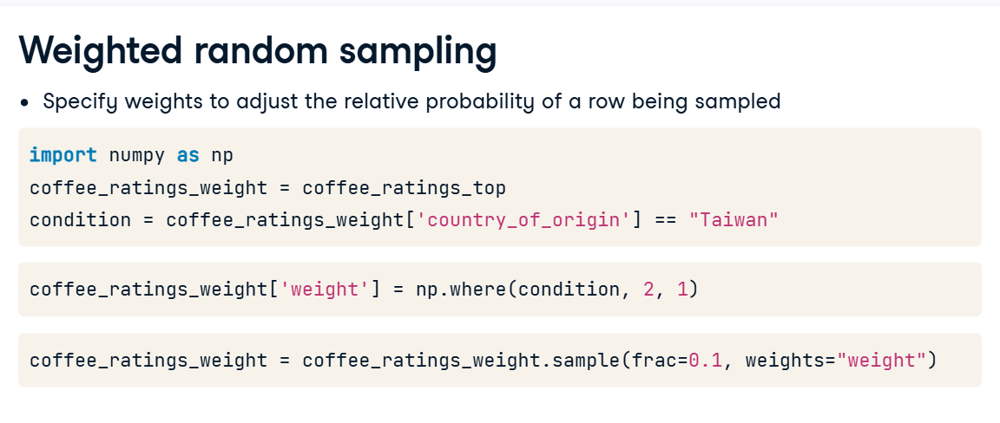 Weighted random sampling
• Specify weights to adjust the relative probability of a row being sampled
import numpy as np
coffee_ratings_weight = coffee_ratings_top
condition = coffee_ratings_weight['country_of_origin'] == "Taiwan"
coffee_ratings_weight['weight'] = np.where(condition, 2, 1)
coffee_ratings_weight = coffee_ratings_weight.sample(frac=0.1, weights="weight")